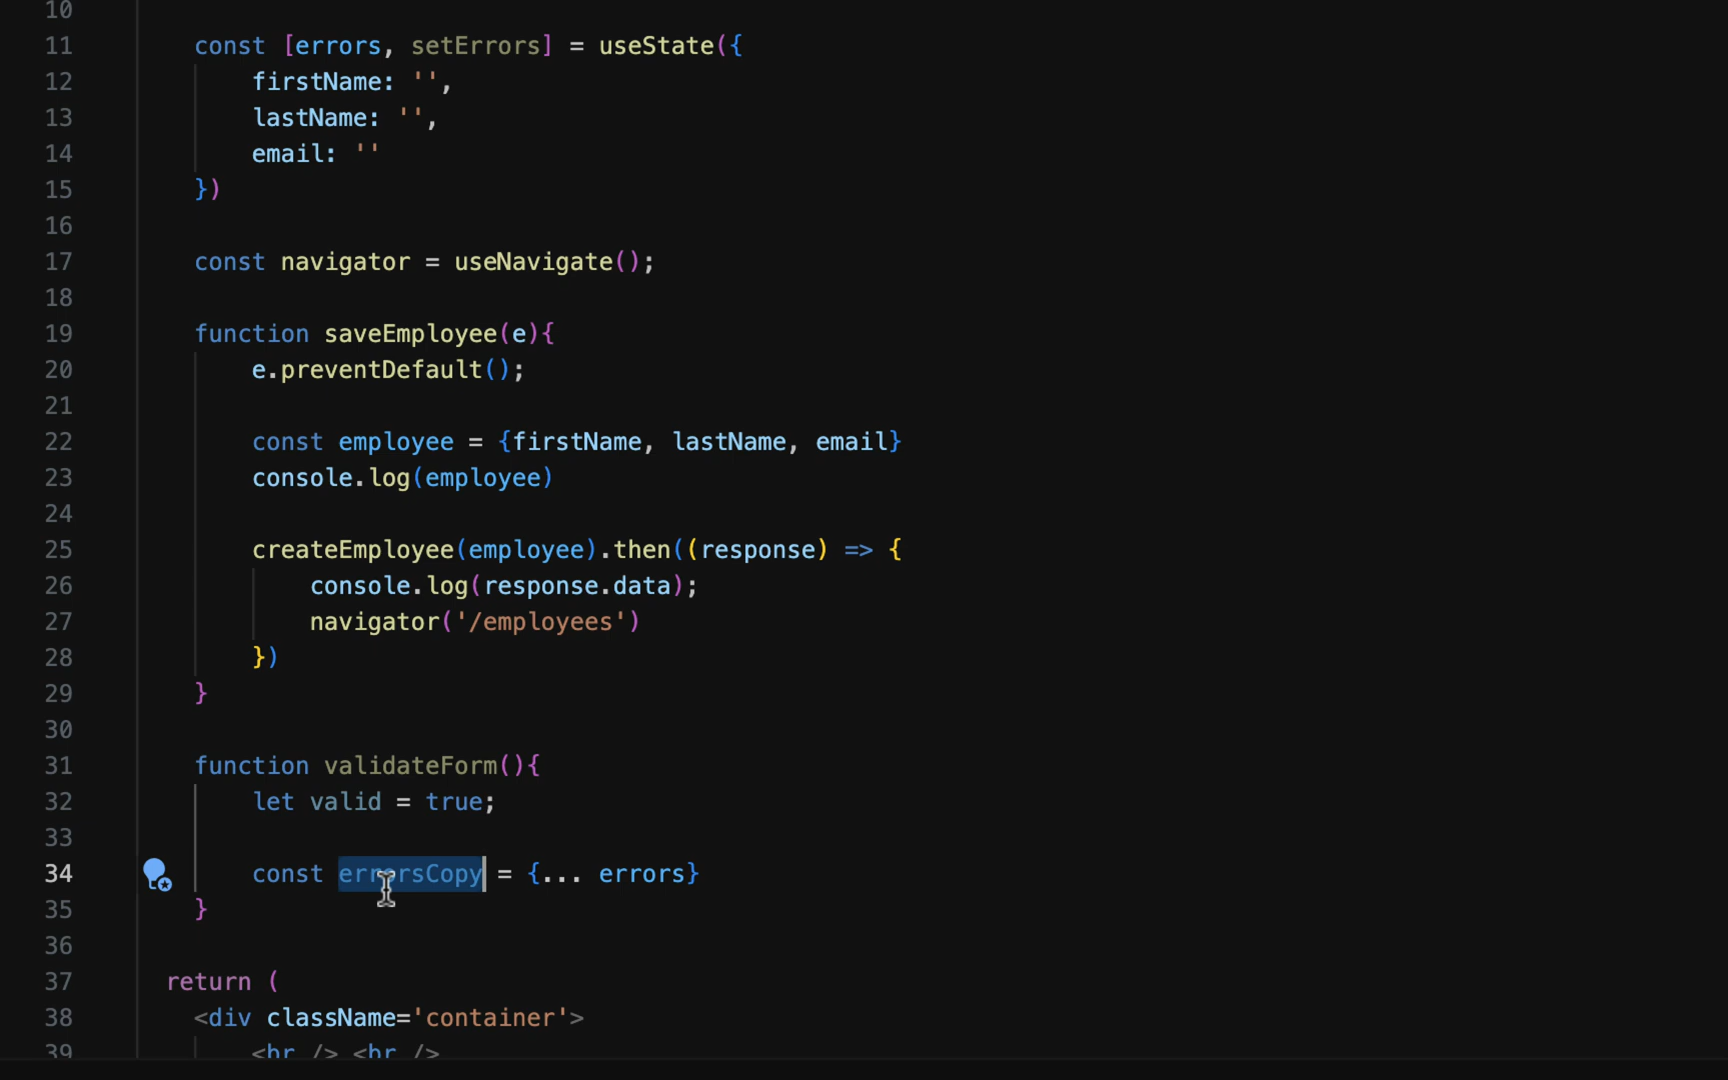 10
11 const [errors, setErrors] = useState({
12 firstName: '',
13 lastName: '',
14 email: ''
15 })
16
17 const navigator = useNavigate();
18
19 function saveEmployee(e){
20 e.preventDefault();
21
22 const employee = {firstName, lastName, email}
23 console.log(employee)
24
25 createEmployee(employee).then((response) => {
26 console.log(response.data);
27 navigator('/employees')
28 })
29 }
30
31 function validateForm(){
32 let valid = true;
33
34 const errorsCopy = {... errors}
35 }
36
37 return (
38 <div className='container'>
39 <br /> <br />